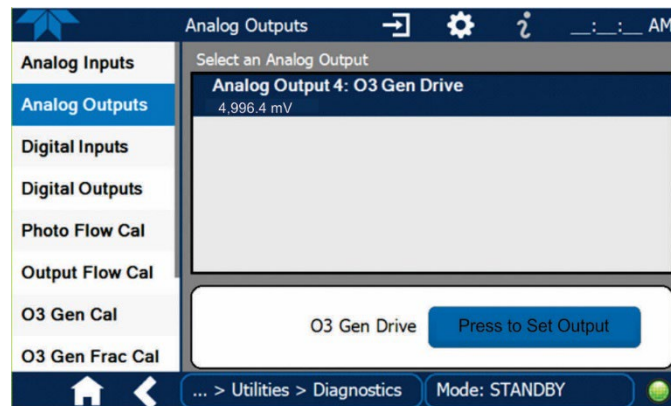 Analog Outputs
__:__ AM
Analog Inputs
Analog Outputs
Digital Inputs
Digital Outputs
Photo Flow Cal
Output Flow Cal
O3 Gen Cal
O3 Gen Frac Cal
Select an Analog Output
Analog Output 4: O3 Gen Drive
4,996.4 mV
O3 Gen Drive
Press to Set Output
... > Utilities > Diagnostics
Mode: STANDBY